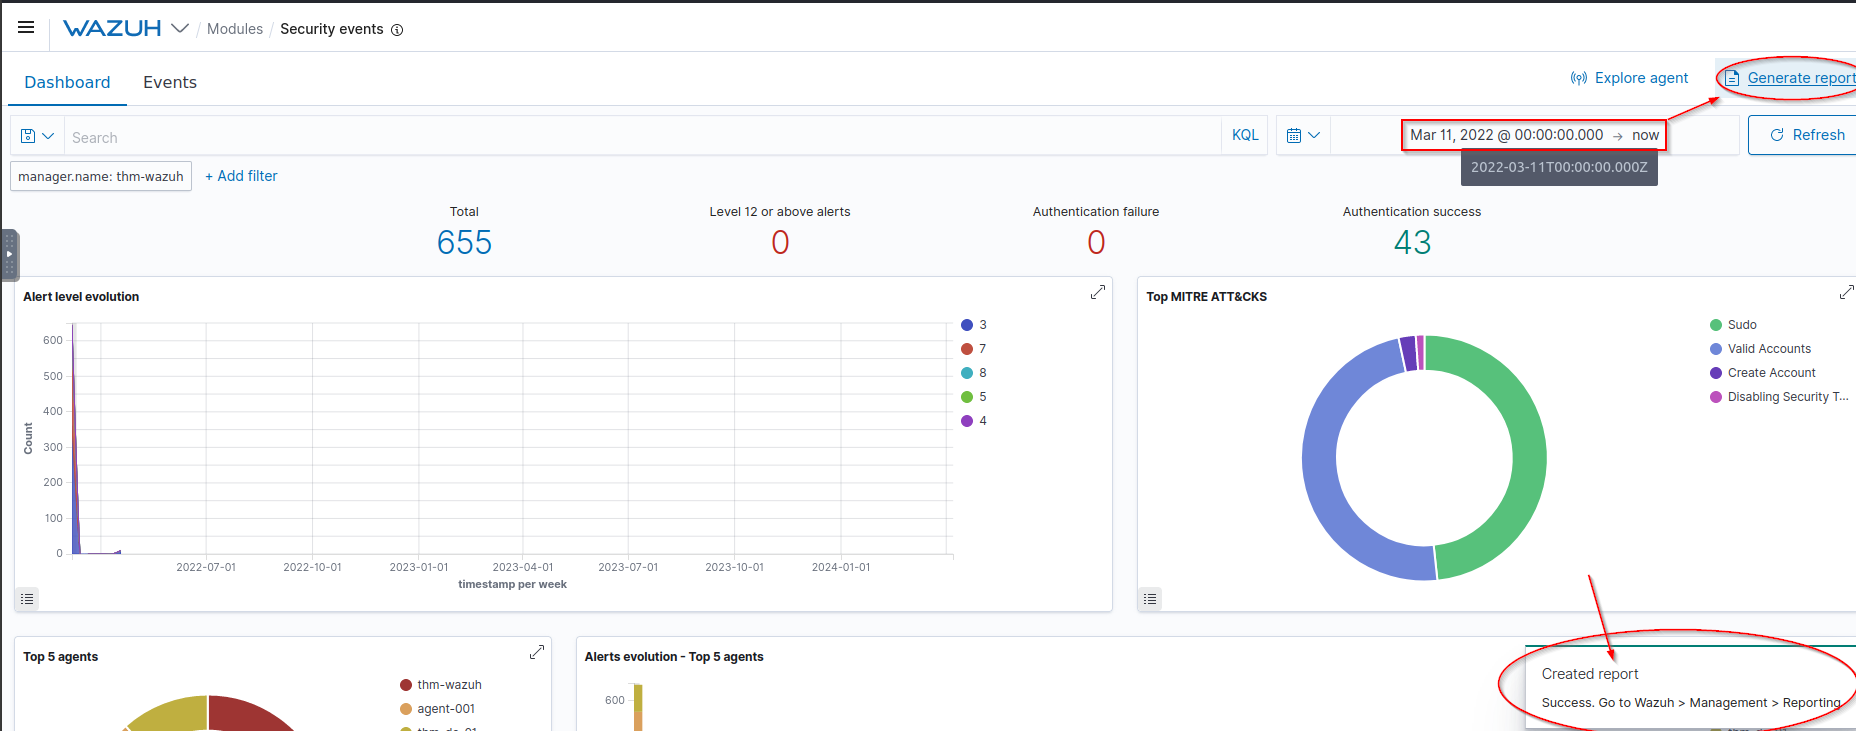 WAZUH / Modules / Security events
Dashboard Events Explore agent Generate report
Search KQL Mar 11, 2022 @ 00:00:00.000 → now Refresh
2022-03-11T00:00:00.000Z
manager.name: thm-wazuh + Add filter
Total Level 12 or above alerts Authentication failure Authentication success
655 0 0 43
Alert level evolution
600
500
400
300
200
100
0
Count
2022-07-01 2022-10-01 2023-01-01 2023-04-01 2023-07-01 2023-10-01 2024-01-01
timestamp per week
3
7
8
5
4
Top MITRE ATT&CKS
Sudo
Valid Accounts
Create Account
Disabling Security T...
Top 5 agents
thm-wazuh
agent-001
Alerts evolution - Top 5 agents
600
Created report
Success. Go to Wazuh > Management > Reporting